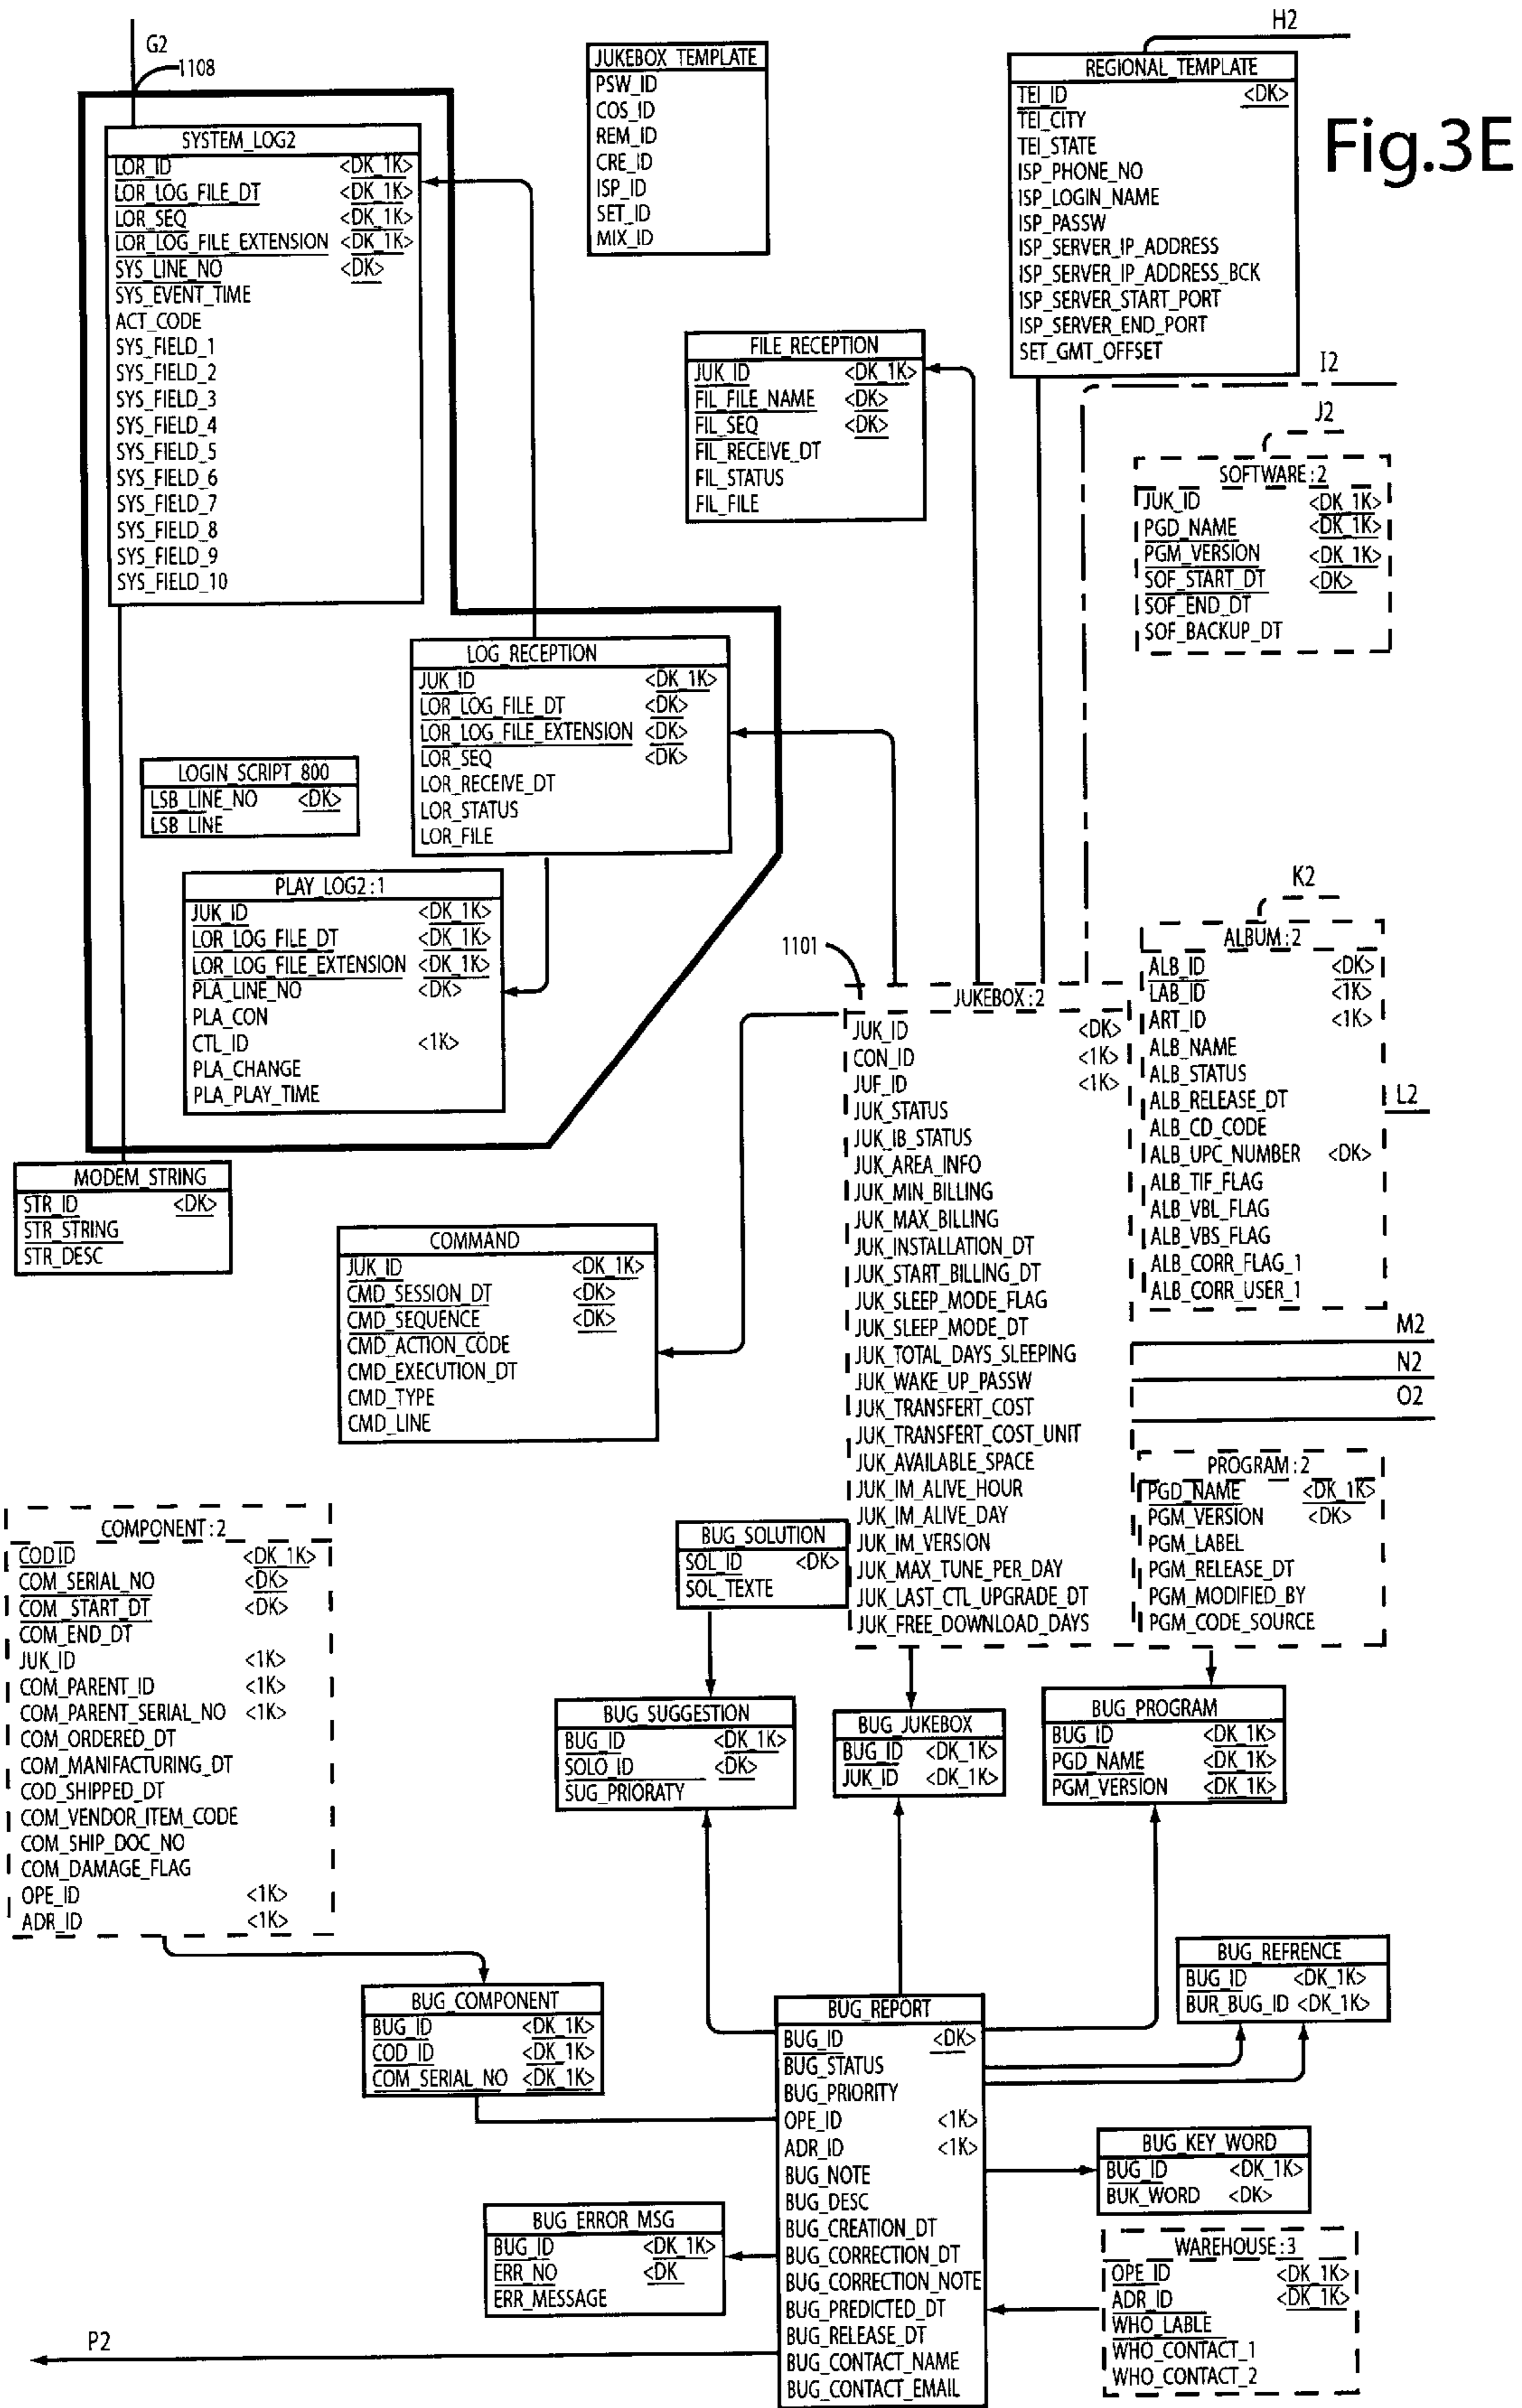 G2
1108
H2
Fig.3E
SYSTEM_LOG2
LOR_ID <DK_1K>
LOR_LOG_FILE_DT <DK_1K>
LOR_SEQ <DK_1K>
LOR_LOG_FILE_EXTENSION <DK_1K>
SYS_LINE_NO <DK>
SYS_EVENT_TIME
ACT_CODE
SYS_FIELD_1
SYS_FIELD_2
SYS_FIELD_3
SYS_FIELD_4
SYS_FIELD_5
SYS_FIELD_6
SYS_FIELD_7
SYS_FIELD_8
SYS_FIELD_9
SYS_FIELD_10
JUKEBOX_TEMPLATE
PSW_ID
COS_ID
REM_ID
CRE_ID
ISP_ID
SET_ID
MIX_ID
REGIONAL_TEMPLATE
TEI_ID <DK>
TEI_CITY
TEI_STATE
ISP_PHONE_NO
ISP_LOGIN_NAME
ISP_PASSW
ISP_SERVER_IP_ADDRESS
ISP_SERVER_IP_ADDRESS_BCK
ISP_SERVER_START_PORT
ISP_SERVER_END_PORT
SET_GMT_OFFSET
FILE_RECEPTION
JUK_ID <DK_1K>
FIL_FILE_NAME <DK>
FIL_SEQ <DK>
FIL_RECEIVE_DT
FIL_STATUS
FIL_FILE
I2
J2
SOFTWARE:2
JUK_ID <DK_1K>
PGD_NAME <DK_1K>
PGM_VERSION <DK_1K>
SOF_START_DT <DK>
SOF_END_DT
SOF_BACKUP_DT
LOG_RECEPTION
JUK_ID <DK_1K>
LOR_LOG_FILE_DT <DK>
LOR_LOG_FILE_EXTENSION <DK>
LOR_SEQ <DK>
LOR_RECEIVE_DT
LOR_STATUS
LOR_FILE
LOGIN_SCRIPT_800
LSB_LINE_NO <DK>
LSB_LINE
PLAY_LOG2:1
JUK_ID <DK_1K>
LOR_LOG_FILE_DT <DK_1K>
LOR_LOG_FILE_EXTENSION <DK_1K>
PLA_LINE_NO <DK>
PLA_CON
CTL_ID <1K>
PLA_CHANGE
PLA_PLAY_TIME
MODEM_STRING
STR_ID <DK>
STR_STRING
STR_DESC
1101
JUKEBOX:2
JUK_ID <DK>
CON_ID <1K>
JUF_ID <1K>
JUK_STATUS
JUK_IB_STATUS
JUK_AREA_INFO
JUK_MIN_BILLING
JUK_MAX_BILLING
JUK_INSTALLATION_DT
JUK_START_BILLING_DT
JUK_SLEEP_MODE_FLAG
JUK_SLEEP_MODE_DT
JUK_TOTAL_DAYS_SLEEPING
JUK_WAKE_UP_PASSW
JUK_TRANSFERT_COST
JUK_TRANSFERT_COST_UNIT
JUK_AVAILABLE_SPACE
JUK_IM_ALIVE_HOUR
JUK_IM_ALIVE_DAY
JUK_IM_VERSION
JUK_MAX_TUNE_PER_DAY
JUK_LAST_CTL_UPGRADE_DT
JUK_FREE_DOWNLOAD_DAYS
K2
ALBUM:2
ALB_ID <DK>
LAB_ID <1K>
ART_ID <1K>
ALB_NAME
ALB_STATUS
ALB_RELEASE_DT
ALB_CD_CODE
ALB_UPC_NUMBER <DK>
ALB_TIF_FLAG
ALB_VBL_FLAG
ALB_VBS_FLAG
ALB_CORR_FLAG_1
ALB_CORR_USER_1
L2
M2
N2
O2
COMMAND
JUK_ID <DK_1K>
CMD_SESSION_DT <DK>
CMD_SEQUENCE <DK>
CMD_ACTION_CODE
CMD_EXECUTION_DT
CMD_TYPE
CMD_LINE
PROGRAM:2
PGD_NAME <DK_1K>
PGM_VERSION <DK>
PGM_LABEL
PGM_RELEASE_DT
PGM_MODIFIED_BY
PGM_CODE_SOURCE
COMPONENT:2
CODID <DK_1K>
COM_SERIAL_NO <DK>
COM_START_DT <DK>
COM_END_DT
JUK_ID <1K>
COM_PARENT_ID <1K>
COM_PARENT_SERIAL_NO <1K>
COM_ORDERED_DT
COM_MANIFACTURING_DT
COD_SHIPPED_DT
COM_VENDOR_ITEM_CODE
COM_SHIP_DOC_NO
COM_DAMAGE_FLAG
OPE_ID <1K>
ADR_ID <1K>
BUG_SOLUTION
SOL_ID <DK>
SOL_TEXTE
BUG_SUGGESTION
BUG_ID <DK_1K>
SOLO_ID <DK>
SUG_PRIORATY
BUG_JUKEBOX
BUG_ID <DK_1K>
JUK_ID <DK_1K>
BUG_PROGRAM
BUG_ID <DK_1K>
PGD_NAME <DK_1K>
PGM_VERSION <DK_1K>
BUG_COMPONENT
BUG_ID <DK_1K>
COD_ID <DK_1K>
COM_SERIAL_NO <DK_1K>
BUG_REPORT
BUG_ID <DK>
BUG_STATUS
BUG_PRIORITY
OPE_ID <1K>
ADR_ID <1K>
BUG_NOTE
BUG_DESC
BUG_CREATION_DT
BUG_CORRECTION_DT
BUG_CORRECTION_NOTE
BUG_PREDICTED_DT
BUG_RELEASE_DT
BUG_CONTACT_NAME
BUG_CONTACT_EMAIL
BUG_REFRENCE
BUG_ID <DK_1K>
BUR_BUG_ID <DK_1K>
BUG_KEY_WORD
BUG_ID <DK_1K>
BUK_WORD <DK>
BUG_ERROR_MSG
BUG_ID <DK_1K>
ERR_NO <DK
ERR_MESSAGE
WAREHOUSE:3
OPE_ID <DK_1K>
ADR_ID <DK_1K>
WHO_LABLE
WHO_CONTACT_1
WHO_CONTACT_2
P2